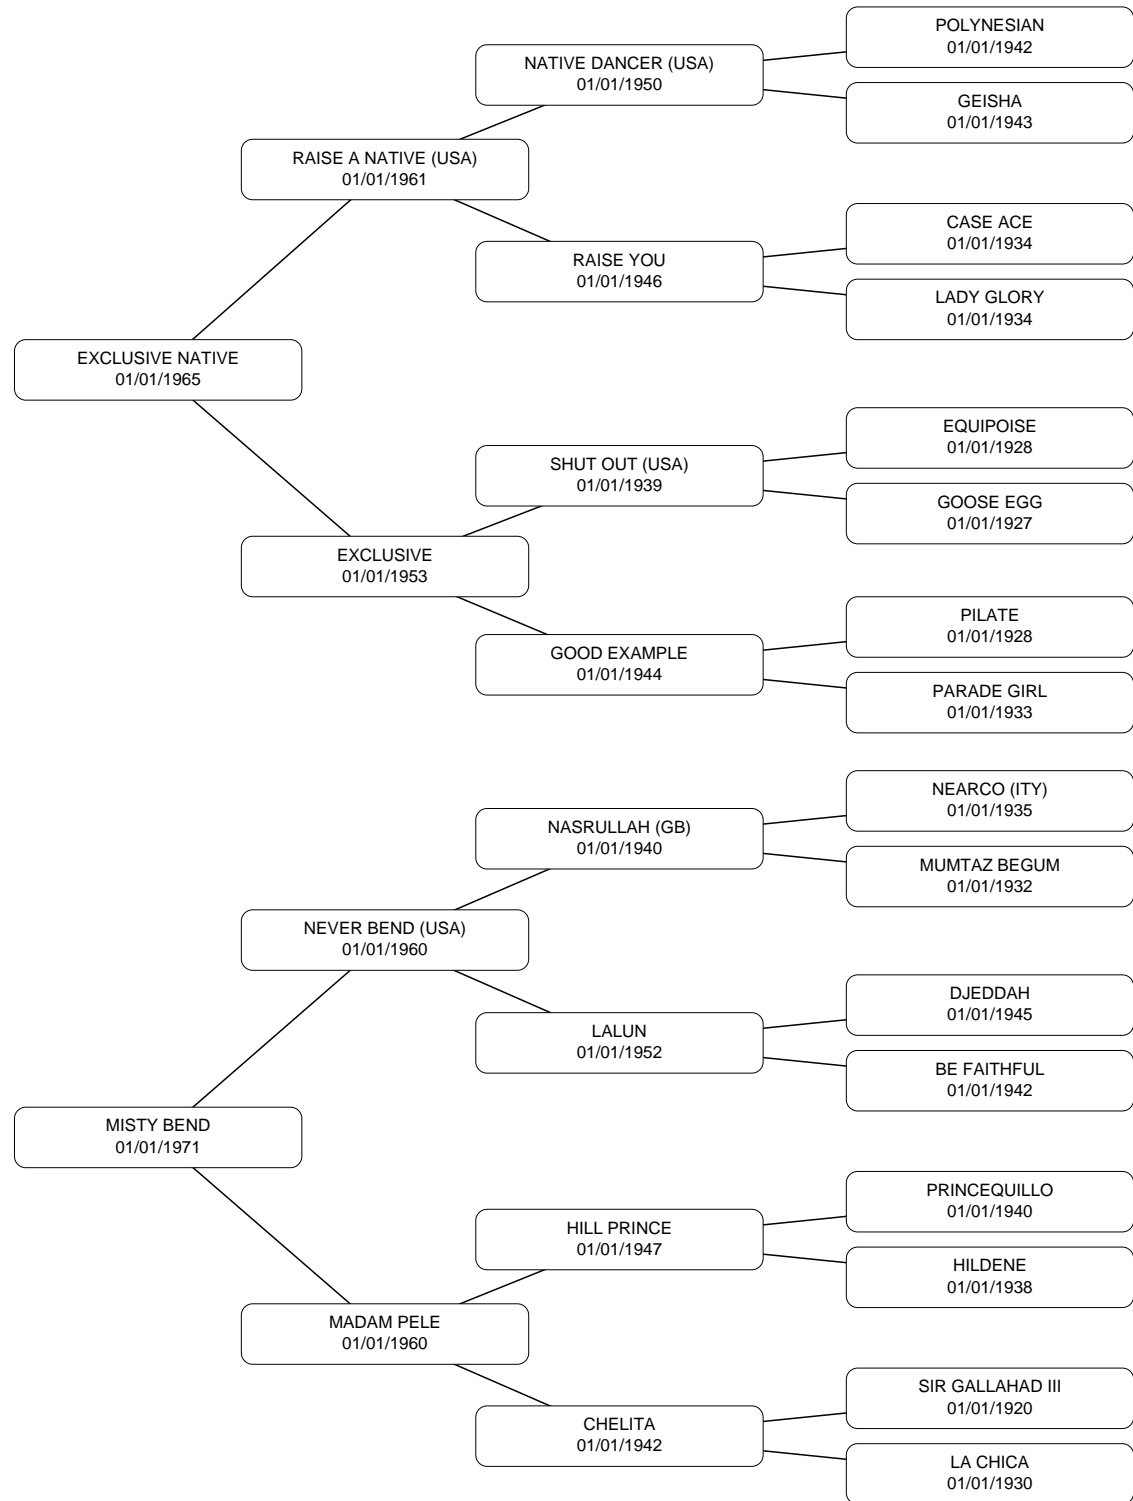 POLYNESIAN
01/01/1942
NATIVE DANCER (USA)
01/01/1950
GEISHA
01/01/1943
RAISE A NATIVE (USA)
01/01/1961
CASE ACE
01/01/1934
RAISE YOU
01/01/1946
LADY GLORY
01/01/1934
EXCLUSIVE NATIVE
01/01/1965
EQUIPOISE
01/01/1928
SHUT OUT (USA)
01/01/1939
GOOSE EGG
01/01/1927
EXCLUSIVE
01/01/1953
PILATE
01/01/1928
GOOD EXAMPLE
01/01/1944
PARADE GIRL
01/01/1933
NEARCO (ITY)
01/01/1935
NASRULLAH (GB)
01/01/1940
MUMTAZ BEGUM
01/01/1932
NEVER BEND (USA)
01/01/1960
DJEDDAH
01/01/1945
LALUN
01/01/1952
BE FAITHFUL
01/01/1942
MISTY BEND
01/01/1971
PRINCEQUILLO
01/01/1940
HILL PRINCE
01/01/1947
HILDENE
01/01/1938
MADAM PELE
01/01/1960
SIR GALLAHAD III
01/01/1920
CHELITA
01/01/1942
LA CHICA
01/01/1930